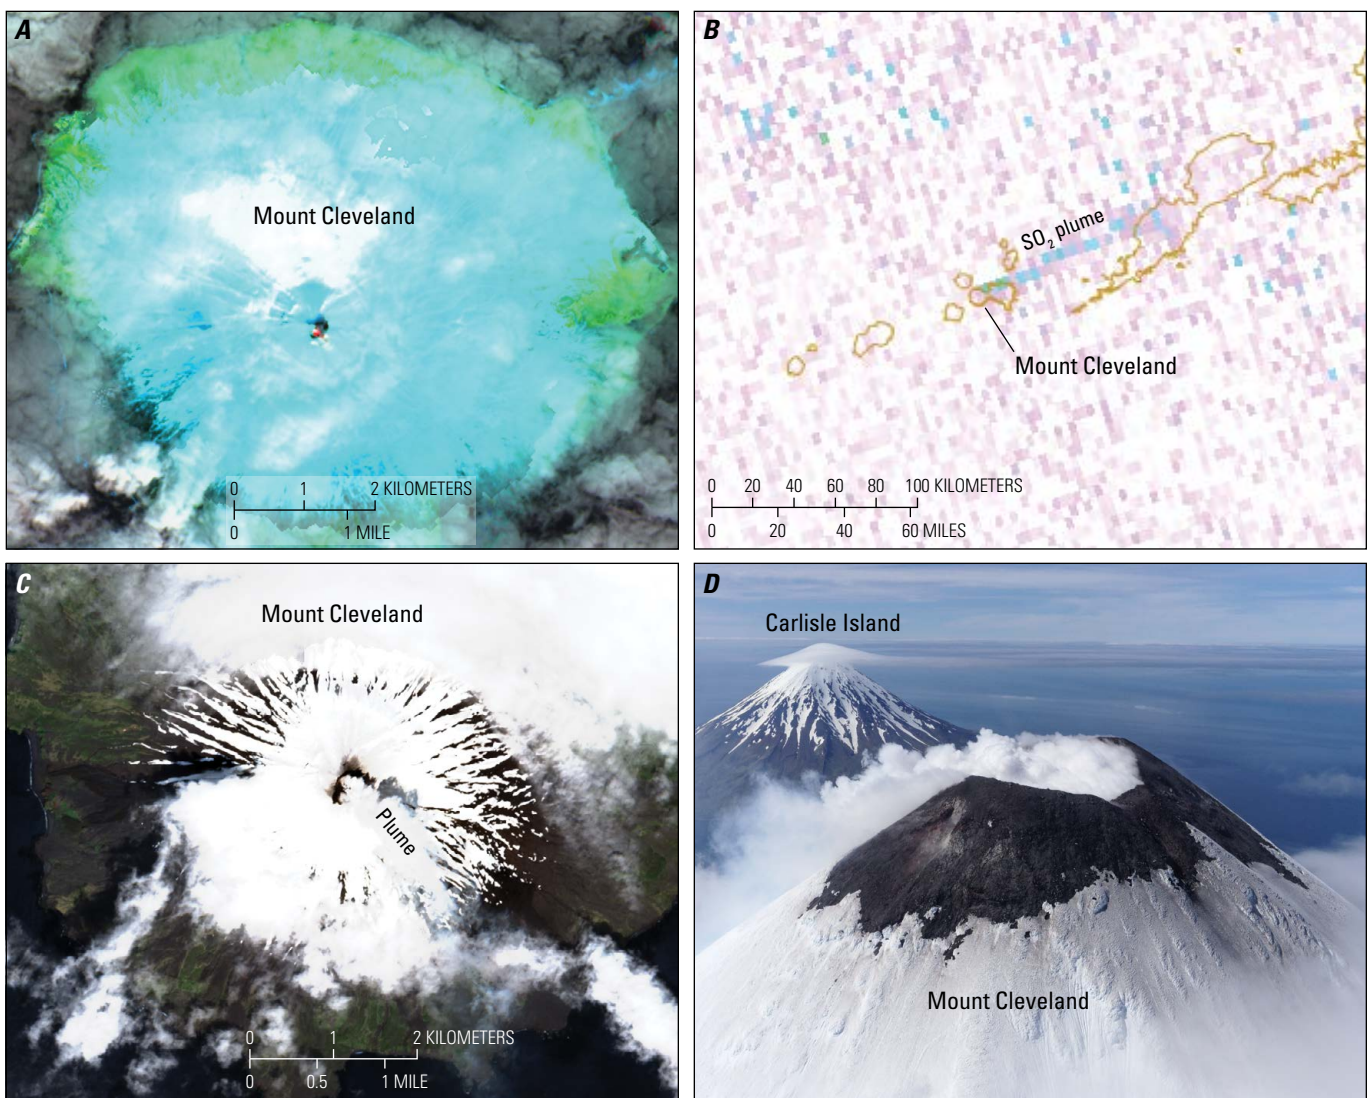 A
Mount Cleveland
0 1 2 KILOMETERS
0 1 MILE
B
SO2 plume
Mount Cleveland
0 20 40 60 80 100 KILOMETERS
0 20 40 60 MILES
C
Mount Cleveland
Plume
0 1 2 KILOMETERS
0 0.5 1 MILE
D
Carlisle Island
Mount Cleveland